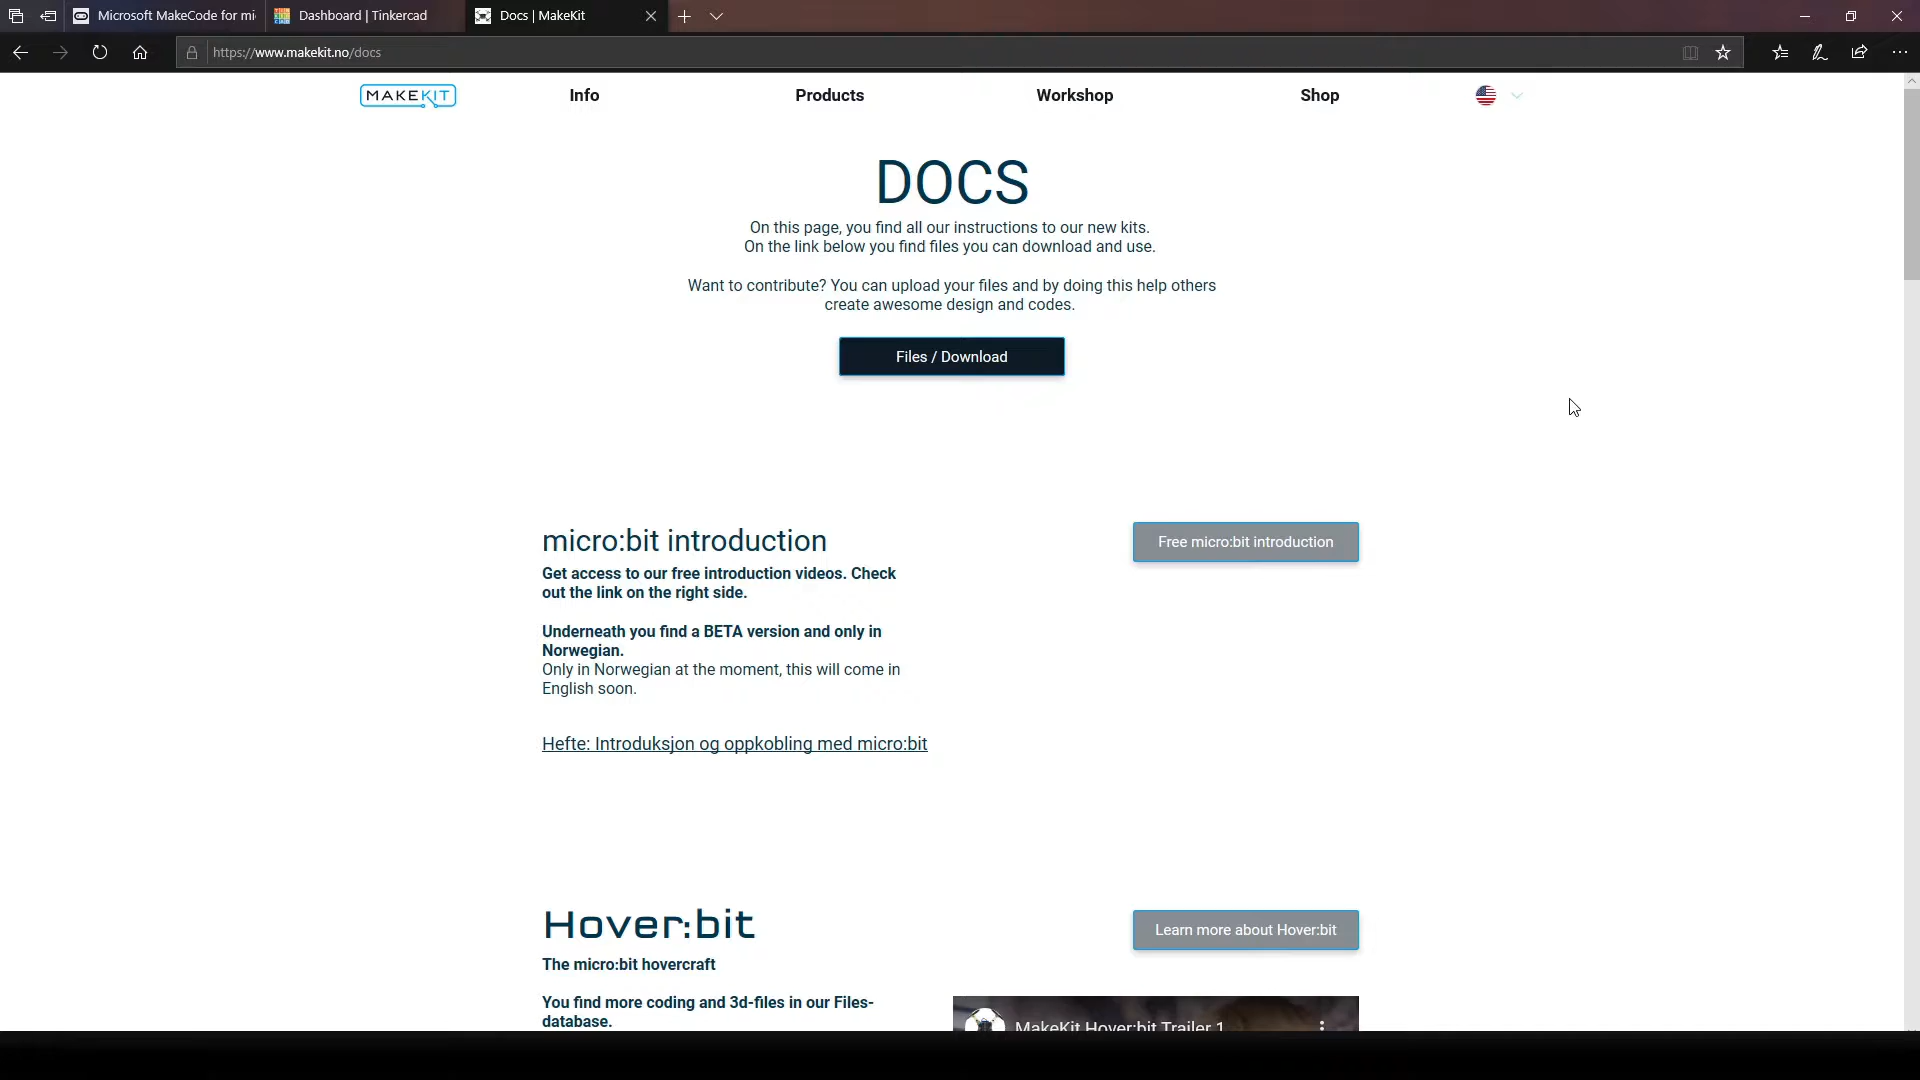 Microsoft MakeCode for mi
Dashboard | Tinkercad
Docs | MakeKit
https://www.makekit.no/docs
MAKEKIT
Info
Products
Workshop
Shop
DOCS
On this page, you find all our instructions to our new kits.
On the link below you find files you can download and use.
Want to contribute? You can upload your files and by doing this help others
create awesome design and codes.
Files / Download
micro:bit introduction
Free micro:bit introduction
Get access to our free introduction videos. Check
out the link on the right side.
Underneath you find a BETA version and only in
Norwegian.
Only in Norwegian at the moment, this will come in
English soon.
Hefte: Introduksjon og oppkobling med micro:bit
Hover:bit
Learn more about Hover:bit
The micro:bit hovercraft
You find more coding and 3d-files in our Files-
database.
MakeKit Hover:bit Trailer 1